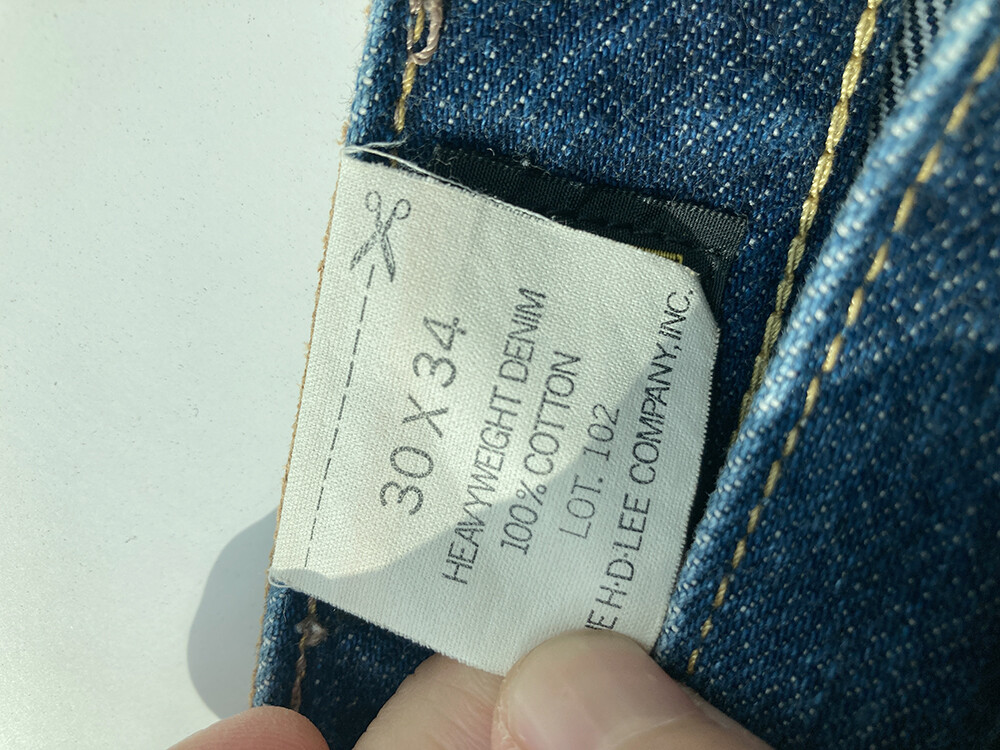 30 X 34
HEAVYWEIGHT DENIM
100% COTTON
LOT. 102
H·D·LEE COMPANY, INC.